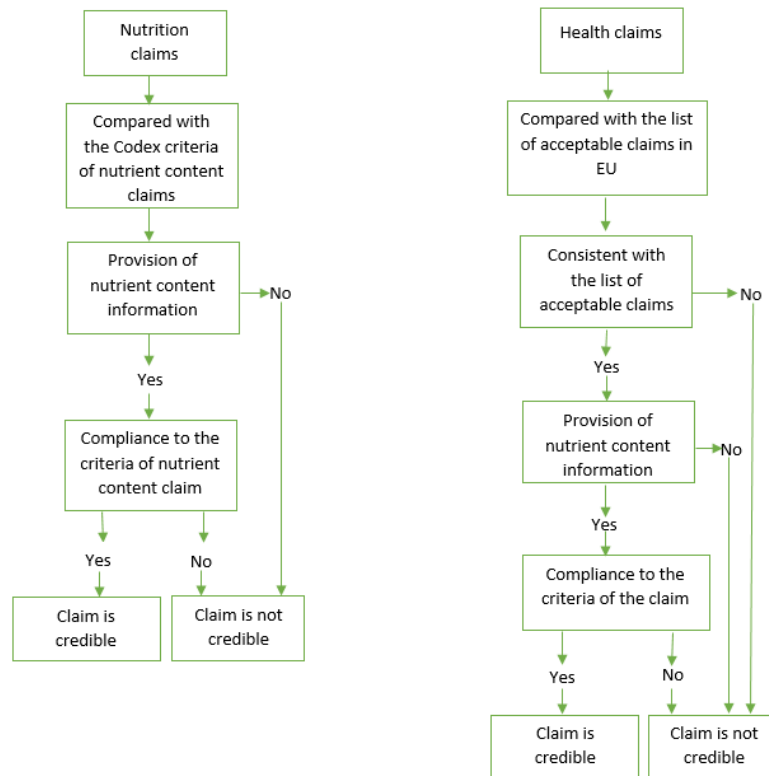 Nutrition
claims
Compared with
the Codex criteria
of nutrient content
claims
Provision of
nutrient content
information
No
Yes
Compliance to the
criteria of nutrient
content claim
Yes
No
Claim is
credible
Claim is not
credible
Health claims
Compared with the list
of acceptable claims in
EU
Consistent with
the list of
acceptable claims
No
Yes
Provision of
nutrient content
information
No
Yes
Compliance to the
criteria of the claim
Yes
No
Claim is
credible
Claim is not
credible